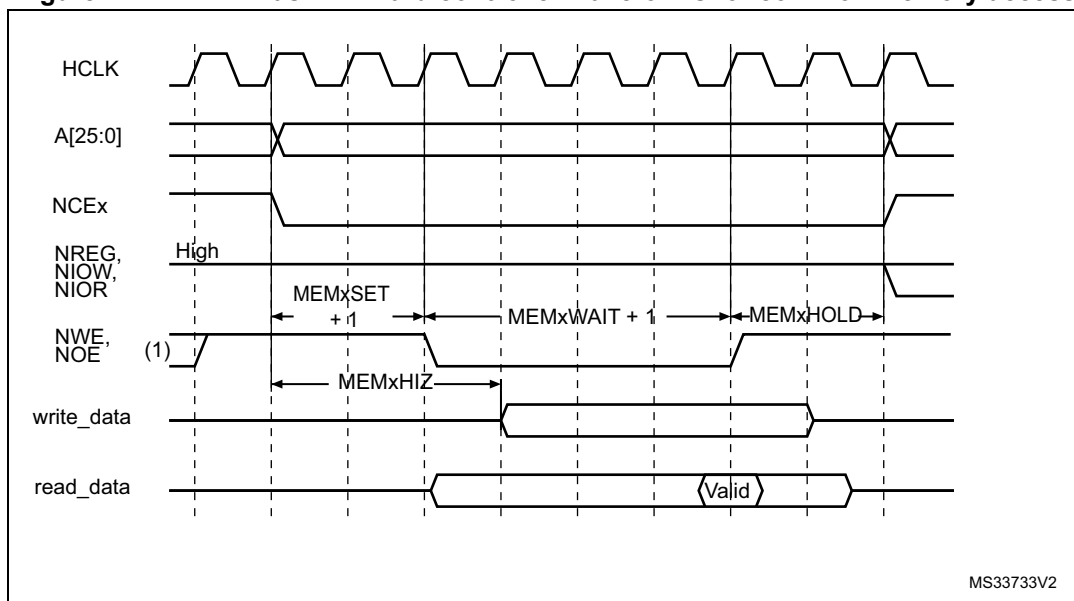 HCLK
A[25:0]
NCEx
NREG,
NIOW,
NIOR
High
MEMxSET
+ 1
MEMxWAIT + 1
MEMxHOLD
NWE,
NOE
(1)
MEMxHIZ
write_data
read_data
Valid
MS33733V2